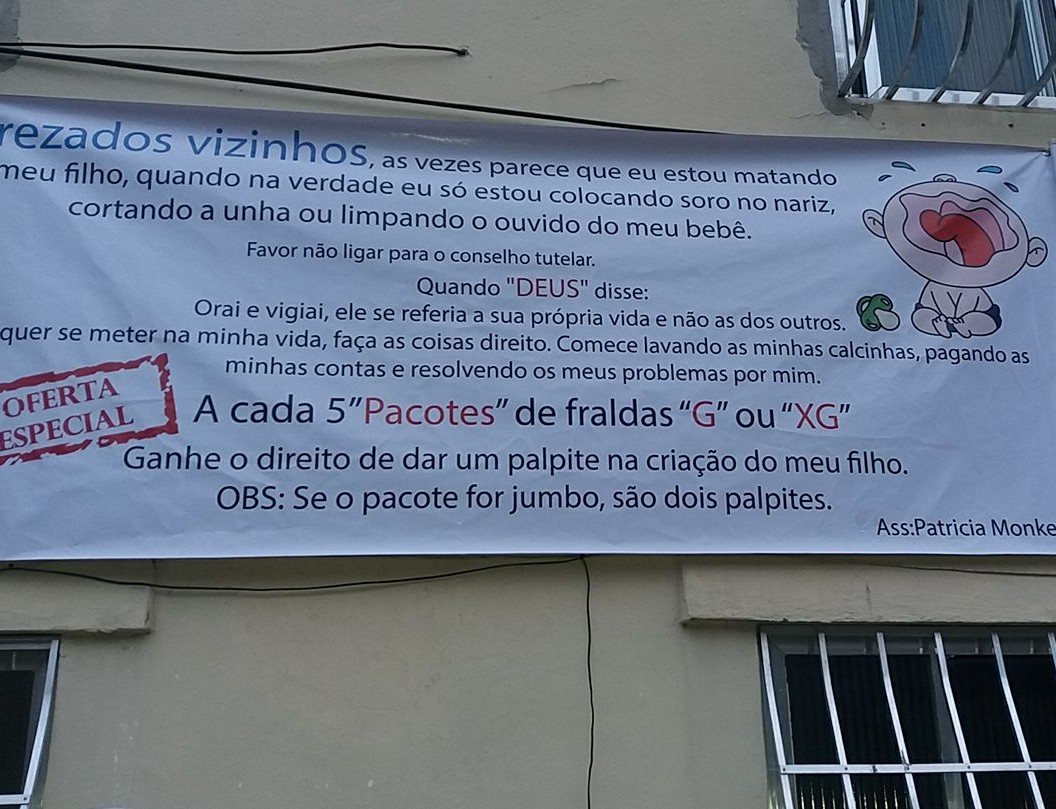 rezados vizinhos, as vezes parece que eu estou matando
meu filho, quando na verdade eu só estou colocando soro no nariz,
cortando a unha ou limpando o ouvido do meu bebê.
Favor não ligar para o conselho tutelar.
Quando "DEUS" disse:
Orai e vigiai, ele se referia a sua própria vida e não as dos outros.
quer se meter na minha vida, faça as coisas direito. Comece lavando as minhas calcinhas, pagando as
minhas contas e resolvendo os meus problemas por mim.
OFERTA
ESPECIAL
A cada 5"Pacotes" de fraldas “G” ou “XG”
Ganhe o direito de dar um palpite na criação do meu filho.
OBS: Se o pacote for jumbo, são dois palpites.
Ass:Patricia Monke